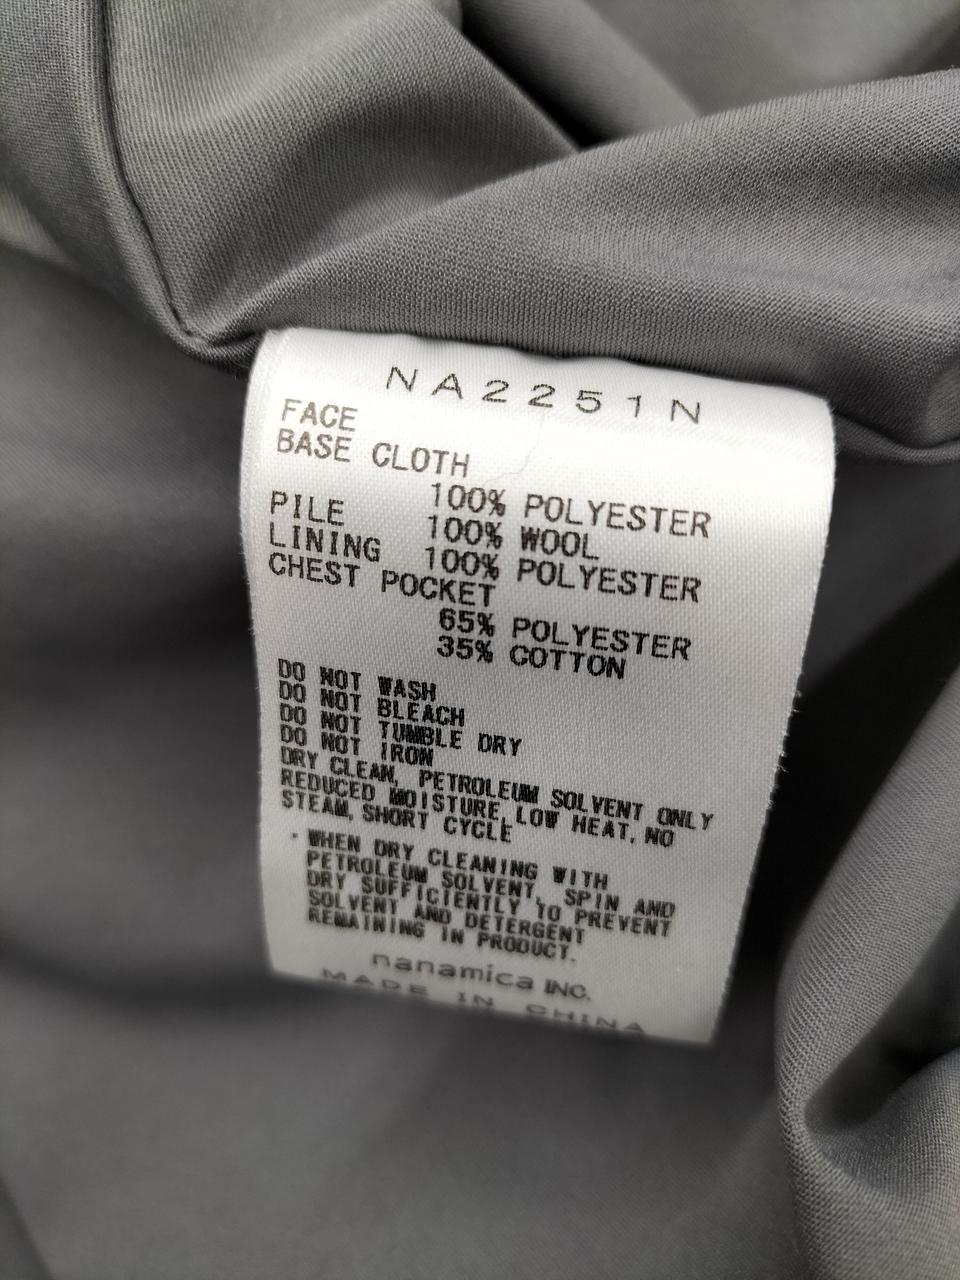 NA2251N
FACE
BASE CLOTH
100% POLYESTER
PILE 100% WOOL
LINING 100% POLYESTER
CHEST POCKET
65% POLYESTER
35% COTTON
DO NOT WASH
DO NOT BLEACH
DO NOT TUMBLE DRY
DO NOT IRON
DRY CLEAN, PETROLEUM SOLVENT ONLY
REDUCED MOISTURE, LOW HEAT, NO
STEAM, SHORT CYCLE
・WHEN DRY CLEANING WITH
PETROLEUM SOLVENT, SPIN AND
DRY SUFFICIENTLY TO PREVENT
SOLVENT AND DETERGENT
REMAINING IN PRODUCT.
nanamica INC.
MADE IN CHINA